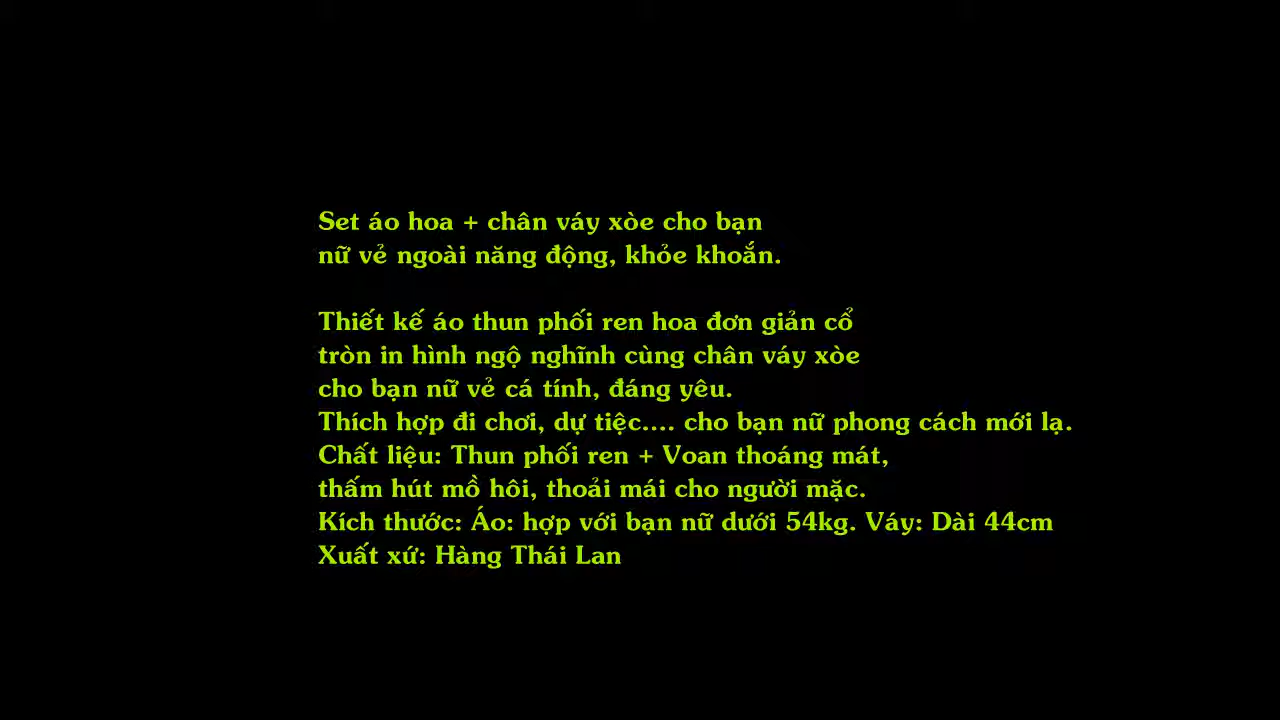 Set áo hoa + chân váy xòe cho bạn
nữ vẻ ngoài năng động, khỏe khoắn.
Thiết kế áo thun phối ren hoa đơn giản cổ
tròn in hình ngộ nghĩnh cùng chân váy xòe
cho bạn nữ vẻ cá tính, đáng yêu.
Thích hợp đi chơi, dự tiệc.... cho bạn nữ phong cách mới lạ.
Chất liệu: Thun phối ren + Voan thoáng mát,
thấm hút mồ hôi, thoải mái cho người mặc.
Kích thước: Áo: hợp với bạn nữ dưới 54kg. Váy: Dài 44cm
Xuất xứ: Hàng Thái Lan